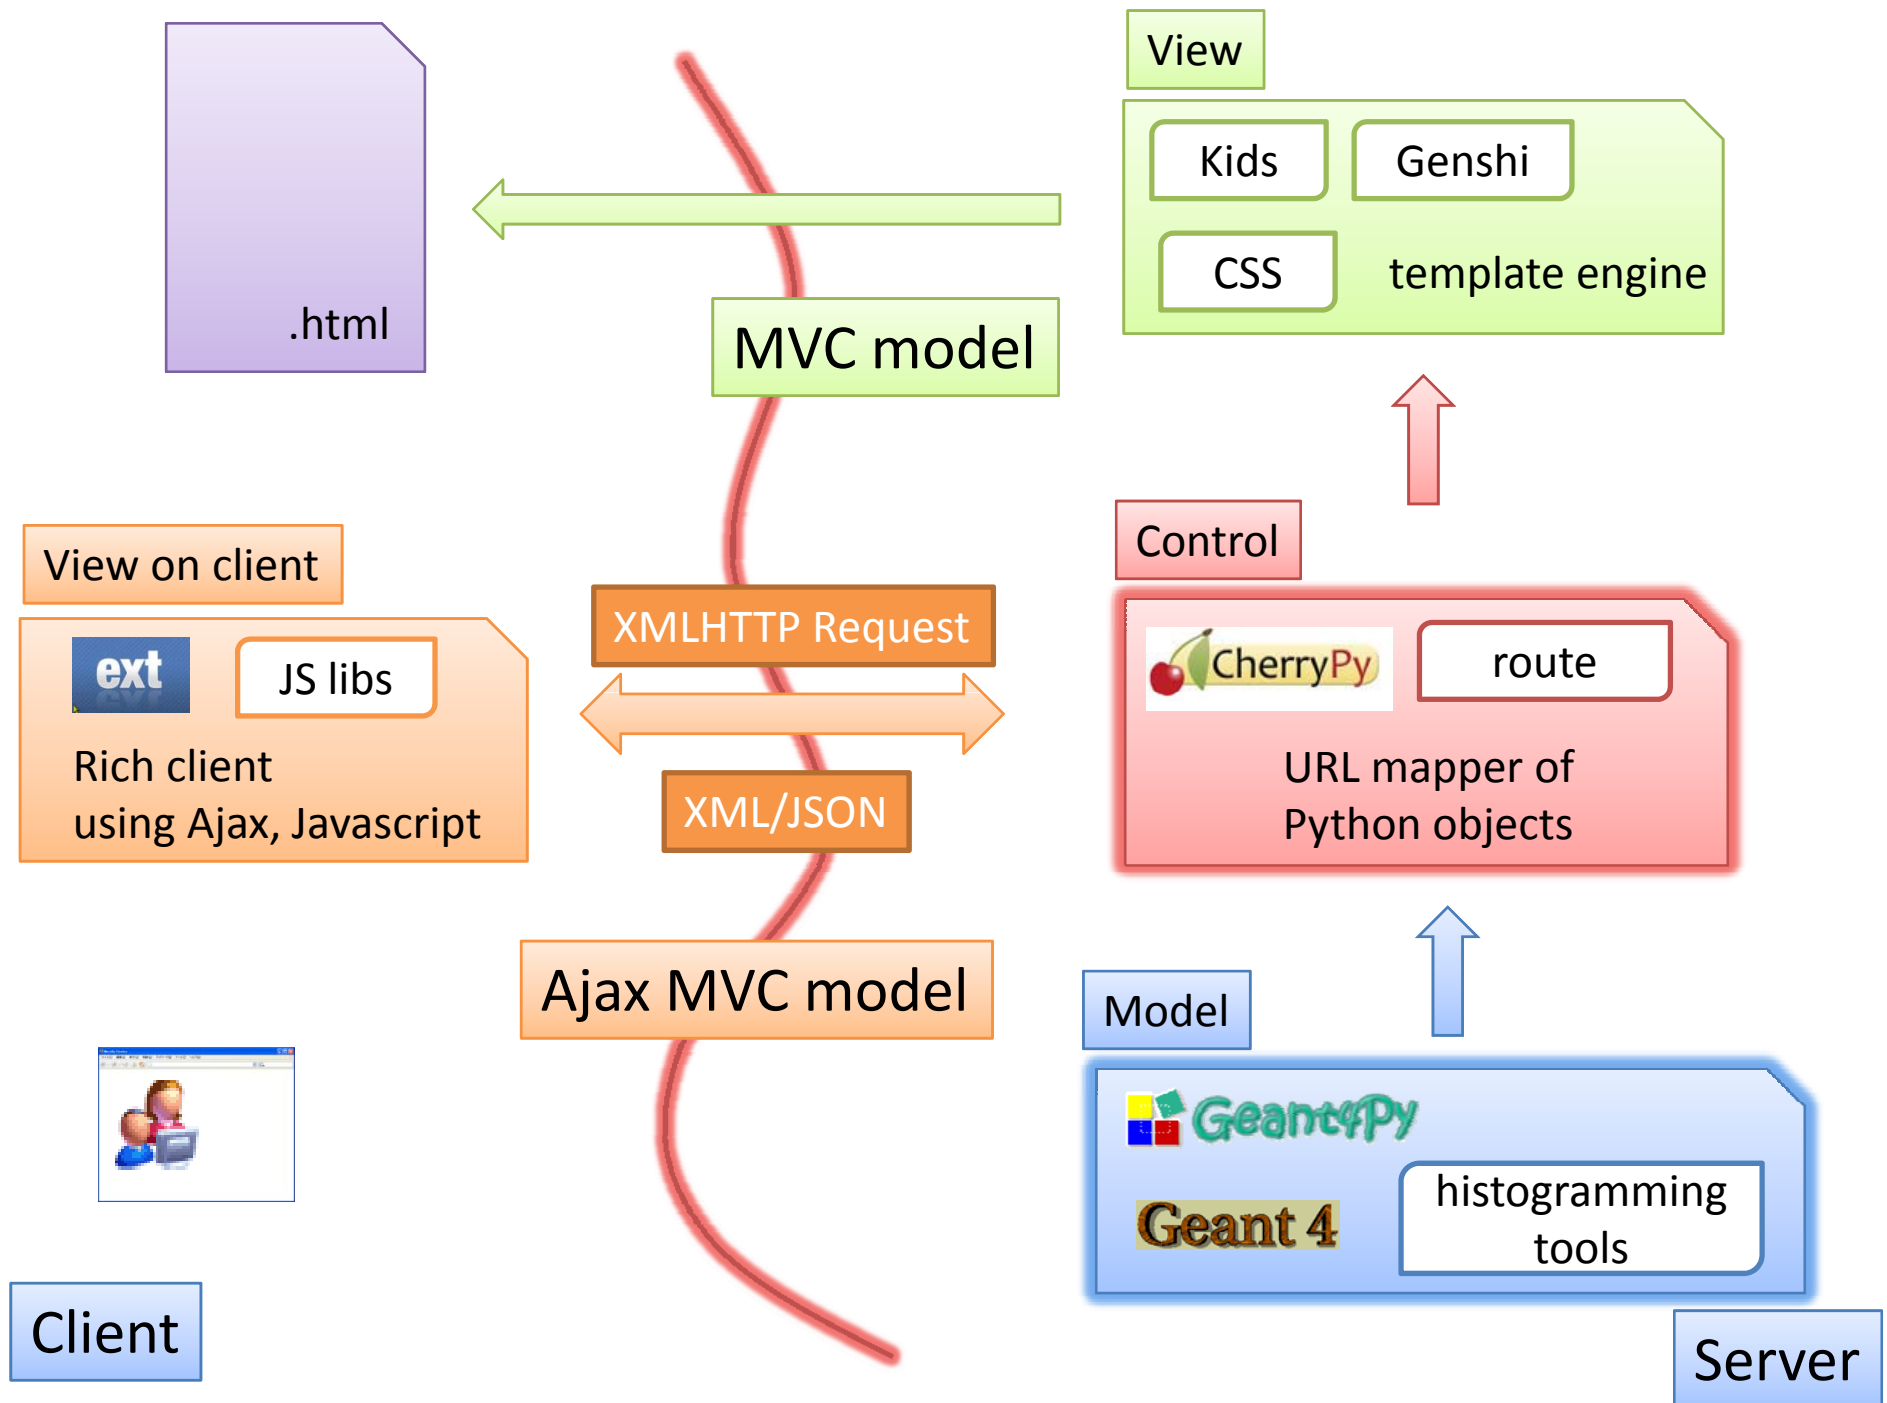 View
Kids
Genshi
CSS
template engine
.html
MVC model
Control
View on client
XMLHTTP Request
CherryPy
route
ext
JS libs
Rich client
using Ajax, Javascript
URL mapper of
Python objects
XML/JSON
Ajax MVC model
Model
Geant4Py
Geant 4
histogramming
tools
Client
Server